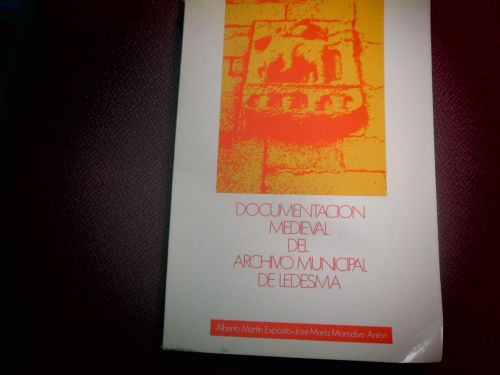 DOCUMENTACION
MEDIEVAL
DEL
ARCHIVO MUNICIPAL
DE LEDESMA
Alberto Martín Expósito-José María Monsalvo Antón